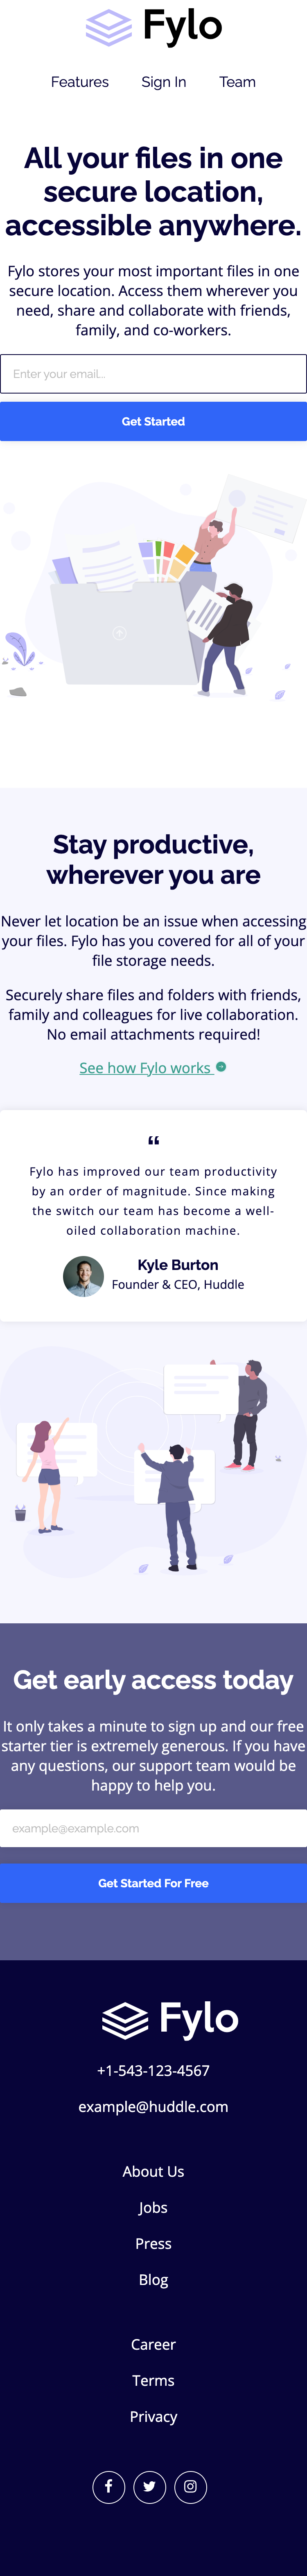 Fylo
Features Sign In Team
All your files in one
secure location,
accessible anywhere.
Fylo stores your most important files in one
secure location. Access them wherever you
need, share and collaborate with friends,
family, and co-workers.
Enter your email...
Get Started
Stay productive,
wherever you are
Never let location be an issue when accessing
your files. Fylo has you covered for all of your
file storage needs.
Securely share files and folders with friends,
family and colleagues for live collaboration.
No email attachments required!
See how Fylo works
“
Fylo has improved our team productivity
by an order of magnitude. Since making
the switch our team has become a well-
oiled collaboration machine.
Kyle Burton
Founder & CEO, Huddle
Get early access today
It only takes a minute to sign up and our free
starter tier is extremely generous. If you have
any questions, our support team would be
happy to help you.
example@example.com
Get Started For Free
Fylo
+1-543-123-4567
example@huddle.com
About Us
Jobs
Press
Blog
Career
Terms
Privacy